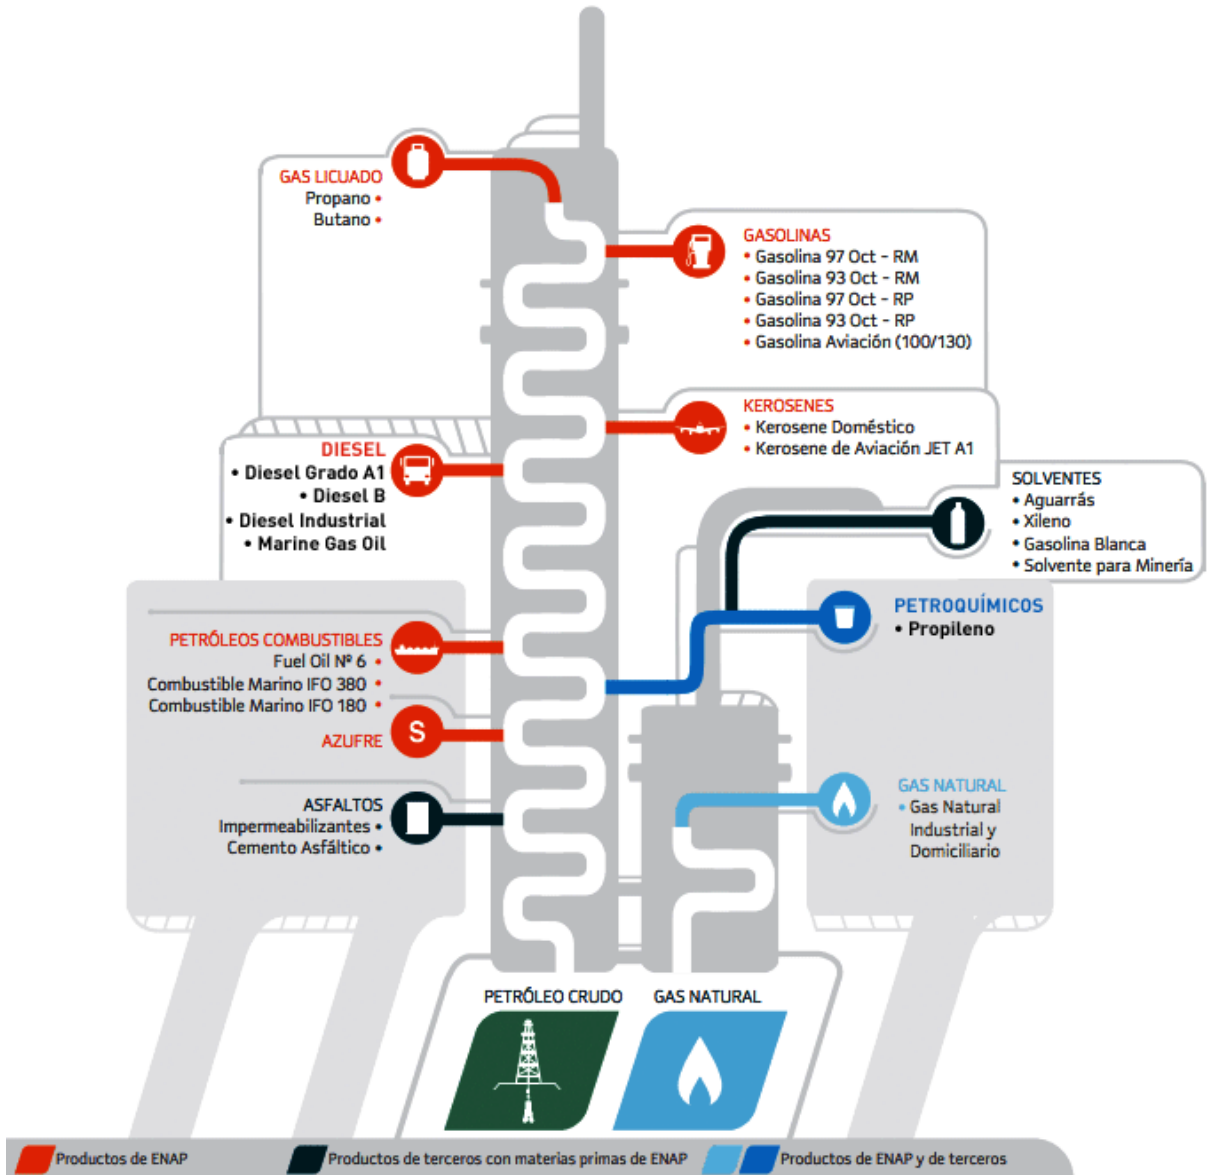 GAS LICUADO
Propano •
Butano •
GASOLINAS
• Gasolina 97 Oct - RM
• Gasolina 93 Oct - RM
• Gasolina 97 Oct - RP
• Gasolina 93 Oct - RP
• Gasolina Aviación (100/130)
KEROSENES
• Kerosene Doméstico
• Kerosene de Aviación JET A1
DIESEL
• Diesel Grado A1
• Diesel B
• Diesel Industrial
• Marine Gas Oil
SOLVENTES
• Aguarrás
• Xileno
• Gasolina Blanca
• Solvente para Minería
PETROQUÍMICOS
• Propileno
PETRÓLEOS COMBUSTIBLES
Fuel Oil Nº 6 •
Combustible Marino IFO 380 •
Combustible Marino IFO 180 •
AZUFRE
S
ASFALTOS
Impermeabilizantes •
Cemento Asfáltico •
GAS NATURAL
• Gas Natural
Industrial y
Domiciliario
PETRÓLEO CRUDO
GAS NATURAL
Productos de ENAP
Productos de terceros con materias primas de ENAP
Productos de ENAP y de terceros